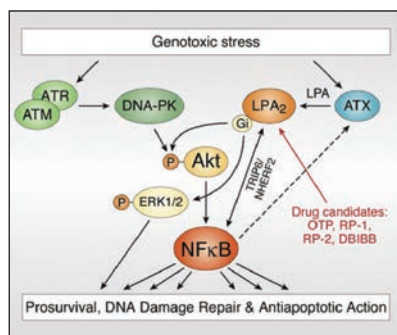 Genotoxic stress
ATR
ATM
DNA-PK
LPA2
LPA
ATX
Gi
P
Akt
TRIP6/
NHERF2
P
ERK1/2
Drug candidates:
OTP, RP-1,
RP-2, DBIBB
NFκB
Prosurvival, DNA Damage Repair & Antiapoptotic Action